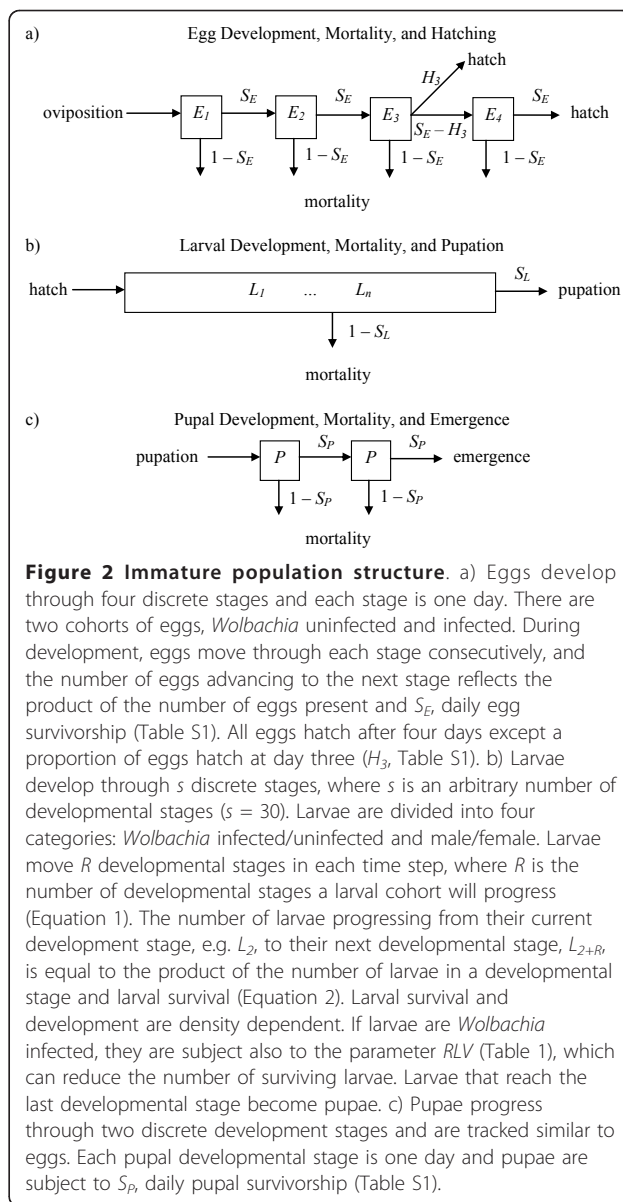 a) Egg Development, Mortality, and Hatching
hatch
H3
oviposition E1 SE E2 SE E3 SE – H3 E4 SE hatch
1 – SE 1 – SE 1 – SE 1 – SE
mortality
b) Larval Development, Mortality, and Pupation
hatch L1 ... Ln SL pupation
1 – SL
mortality
c) Pupal Development, Mortality, and Emergence
pupation P SP P SP emergence
1 – SP 1 – SP
mortality
Figure 2 Immature population structure. a) Eggs develop
through four discrete stages and each stage is one day. There are
two cohorts of eggs, Wolbachia uninfected and infected. During
development, eggs move through each stage consecutively, and
the number of eggs advancing to the next stage reflects the
product of the number of eggs present and SE, daily egg
survivorship (Table S1). All eggs hatch after four days except a
proportion of eggs hatch at day three (H3, Table S1). b) Larvae
develop through s discrete stages, where s is an arbitrary number of
developmental stages (s = 30). Larvae are divided into four
categories: Wolbachia infected/uninfected and male/female. Larvae
move R developmental stages in each time step, where R is the
number of developmental stages a larval cohort will progress
(Equation 1). The number of larvae progressing from their current
development stage, e.g. L2, to their next developmental stage, L2+R,
is equal to the product of the number of larvae in a developmental
stage and larval survival (Equation 2). Larval survival and
development are density dependent. If larvae are Wolbachia
infected, they are subject also to the parameter RLV (Table 1), which
can reduce the number of surviving larvae. Larvae that reach the
last developmental stage become pupae. c) Pupae progress
through two discrete development stages and are tracked similar to
eggs. Each pupal developmental stage is one day and pupae are
subject to SP, daily pupal survivorship (Table S1).